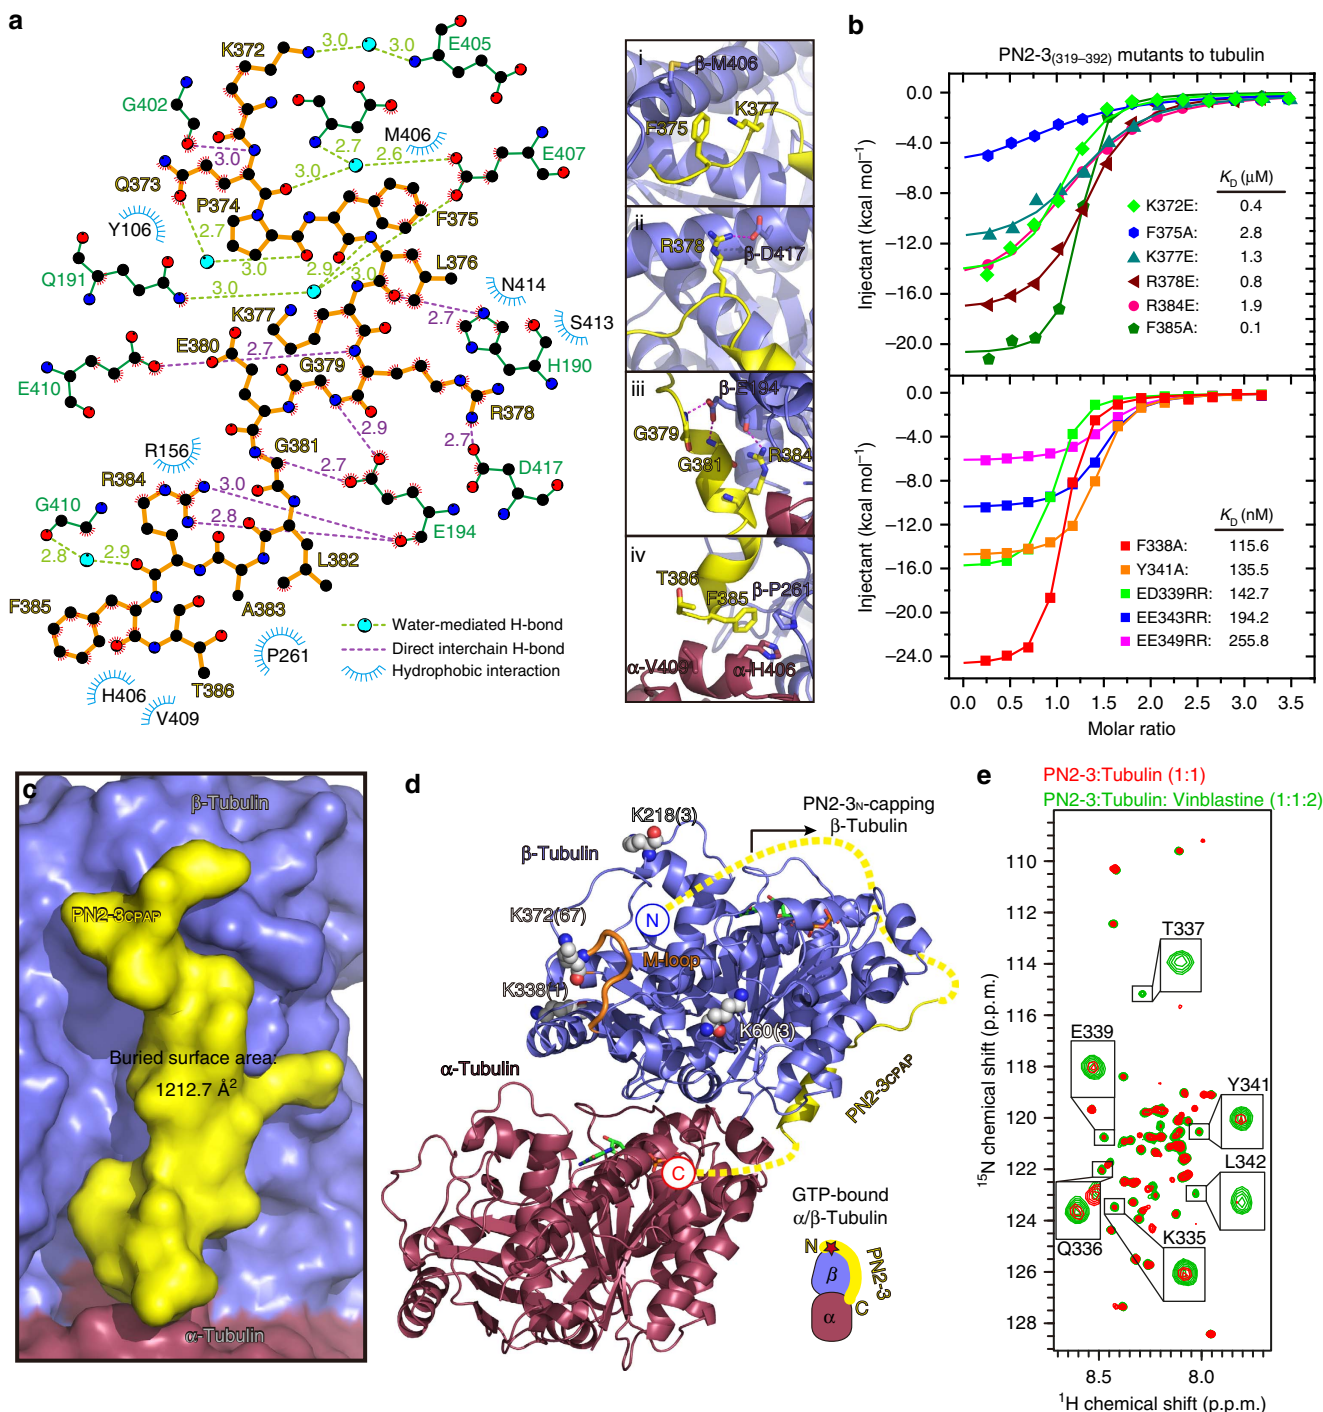 a
K372
3.0
3.0
E405
G402
M406
2.7
2.6
3.0
3.0
E407
Q373
P374
F375
Y106
2.7
3.0
2.9
3.0
L376
Q191
3.0
N414
K377
2.7
S413
E380
2.7
H190
G379
E410
R378
2.9
2.7
R156
G381
2.7
D417
R384
3.0
G410
2.8
E194
2.8
2.9
L382
F385
A383
P261
T386
H406
V409
Water-mediated H-bond
Direct interchain H-bond
Hydrophobic interaction
i
β-M406
K377
F375
ii
R378
β-D417
iii
β-E194
G379
G381
R384
iv
T386
β-P261
F385
α-V409
α-H406
b
PN2-3(319–392) mutants to tubulin
Injectant (kcal mol−1)
0.0
−4.0
−8.0
−12.0
−16.0
−20.0
KD (μM)
K372E: 0.4
F375A: 2.8
K377E: 1.3
R378E: 0.8
R384E: 1.9
F385A: 0.1
Injectant (kcal mol−1)
0.0
−4.0
−8.0
−12.0
−16.0
−20.0
−24.0
KD (nM)
F338A: 115.6
Y341A: 135.5
ED339RR: 142.7
EE343RR: 194.2
EE349RR: 255.8
0.0 0.5 1.0 1.5 2.0 2.5 3.0 3.5
Molar ratio
c
β-Tubulin
PN2-3CPAP
Buried surface area:
1212.7 Å2
α-Tubulin
d
K218(3)
PN2-3N-capping
β-Tubulin
β-Tubulin
K372(67)
N
M-loop
K338(1)
K60(3)
α-Tubulin
PN2-3CPAP
C
GTP-bound
α/β-Tubulin
N
PN2-3
β
α
C
e
PN2-3:Tubulin (1:1)
PN2-3:Tubulin: Vinblastine (1:1:2)
15N chemical shift (p.p.m.)
110
112
114
116
118
120
122
124
126
128
T337
E339
Y341
L342
Q336
K335
8.5 8.0
1H chemical shift (p.p.m.)